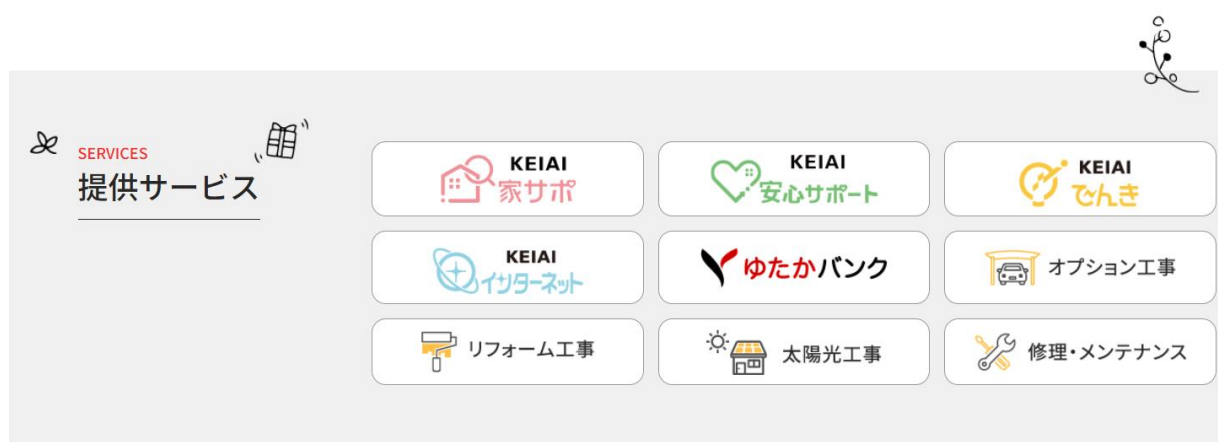 SERVICES
提供サービス
KEIAI
家サポ
KEIAI
安心サポート
KEIAI
でんき
KEIAI
インターネット
ゆたかバンク
オプション工事
リフォーム工事
太陽光工事
修理・メンテナンス